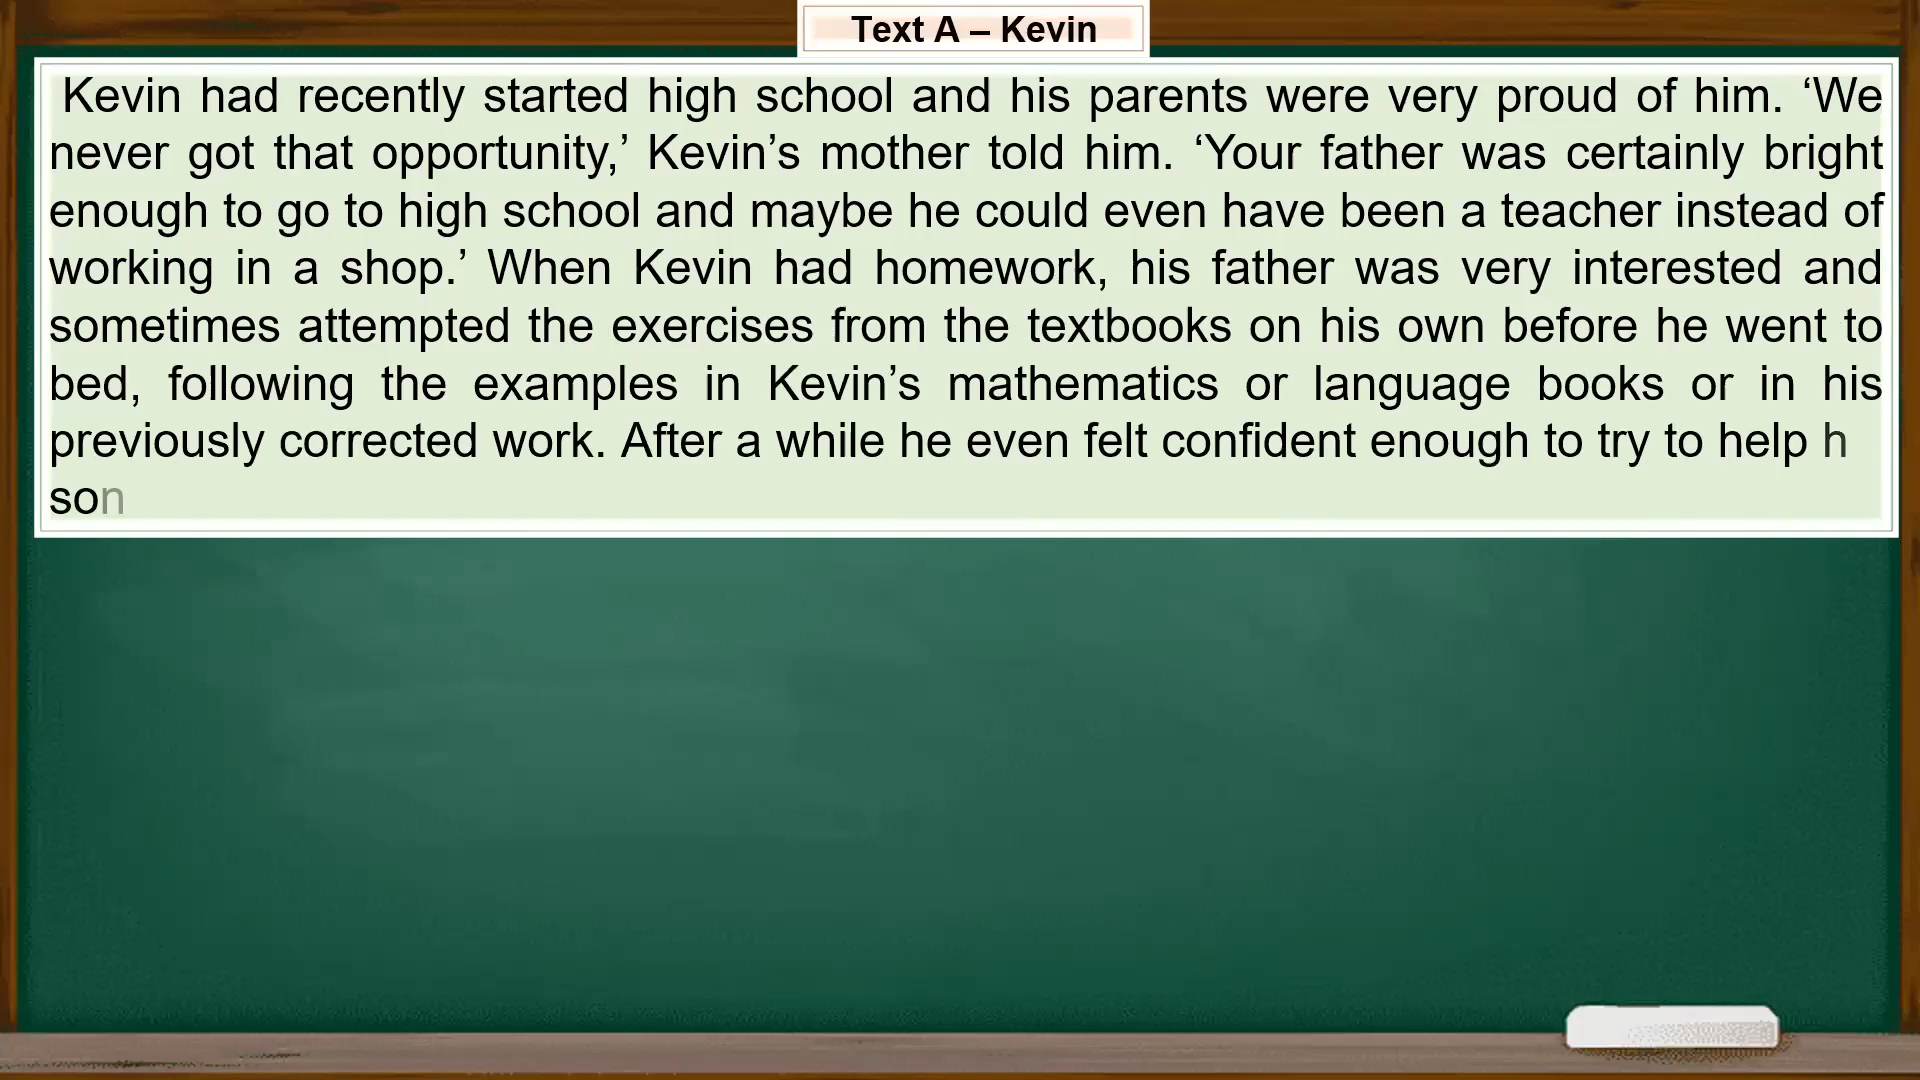 Text A – Kevin
Kevin had recently started high school and his parents were very proud of him. ‘We
never got that opportunity,’ Kevin’s mother told him. ‘Your father was certainly bright
enough to go to high school and maybe he could even have been a teacher instead of
working in a shop.’ When Kevin had homework, his father was very interested and
sometimes attempted the exercises from the textbooks on his own before he went to
bed, following the examples in Kevin’s mathematics or language books or in his
previously corrected work. After a while he even felt confident enough to try to help h
son